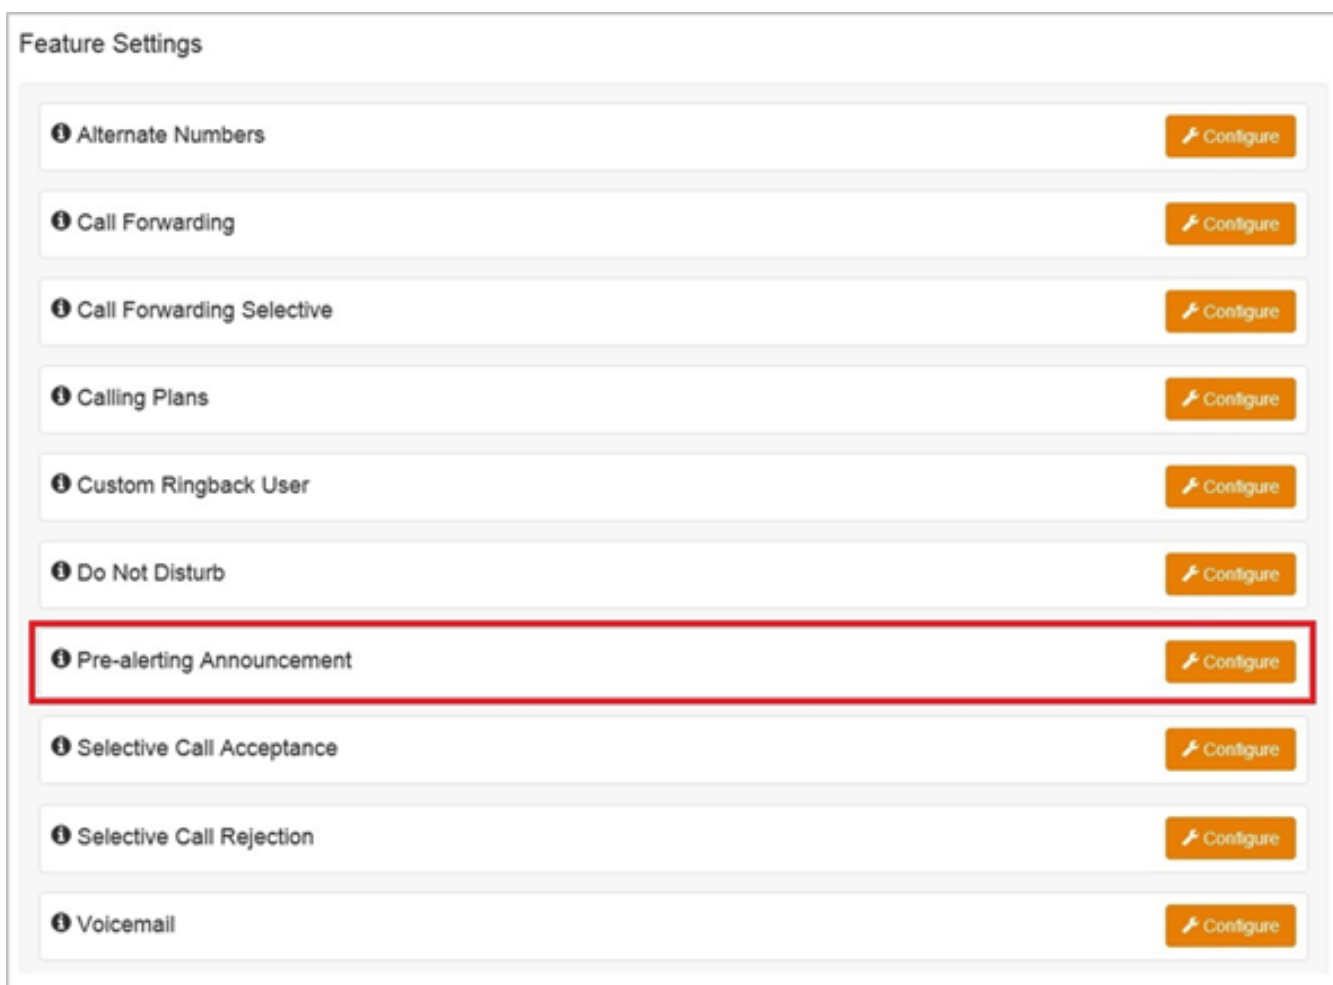 Feature Settings
Alternate Numbers Configure
Call Forwarding Configure
Call Forwarding Selective Configure
Calling Plans Configure
Custom Ringback User Configure
Do Not Disturb Configure
Pre-alerting Announcement Configure
Selective Call Acceptance Configure
Selective Call Rejection Configure
Voicemail Configure